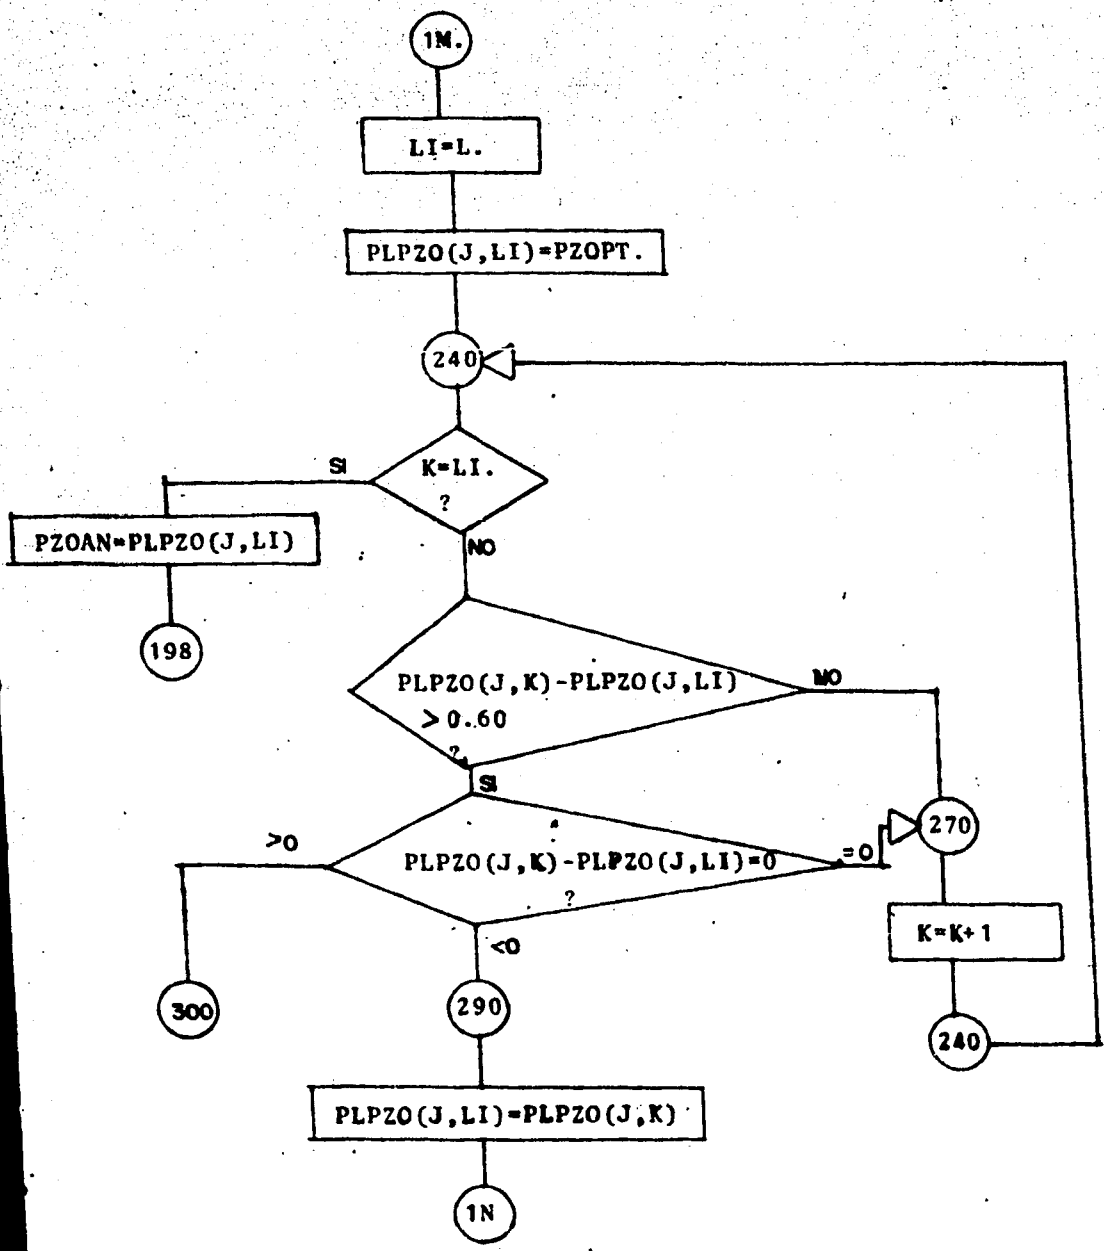 1M.
LI=L.
PLPZO(J,LI)=PZOPT.
240
SI
K=LI.
?
PZOAN=PLPZO(J,LI)
NO
198
PLPZO(J,K)-PLPZO(J,LI)
>0.60
?
NO
SI
270
>0
PLPZO(J,K)-PLPZO(J,LI)=0
=0
?
K=K+1
<0
300
290
240
PLPZO(J,LI)=PLPZO(J,K)
1N